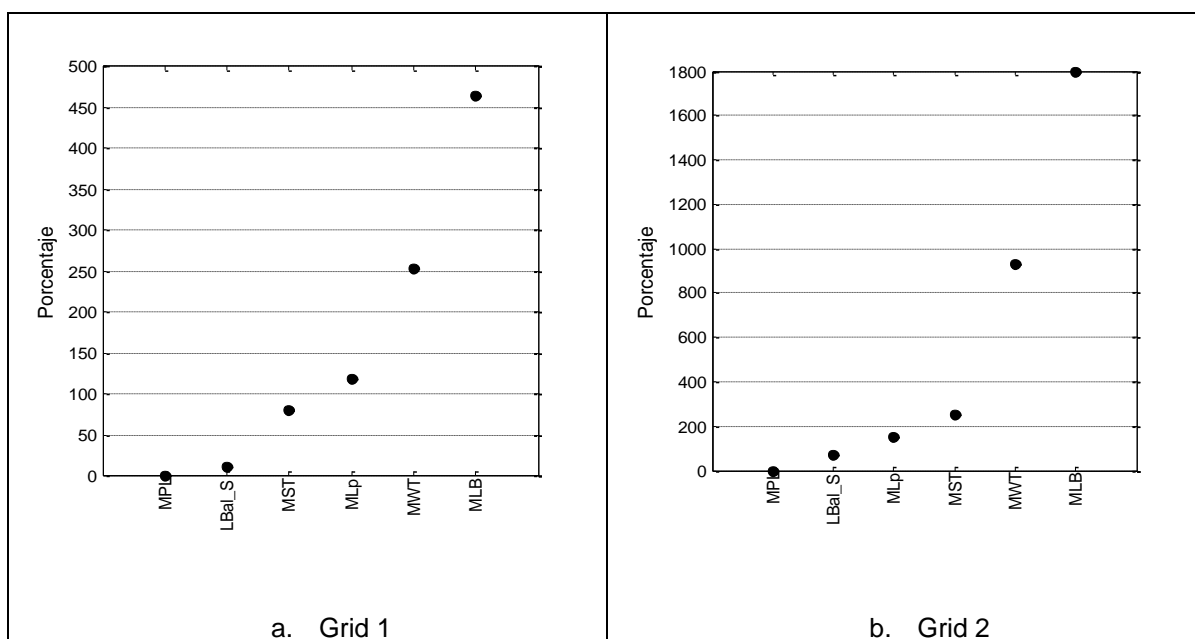 Porcentaje
500
450
400
350
300
250
200
150
100
50
0
MPL
LBal_S
MST
MLp
MWT
MLB
a. Grid 1
Porcentaje
1800
1600
1400
1200
1000
800
600
400
200
0
MPL
LBal_S
MLp
MST
MWT
MLB
b. Grid 2